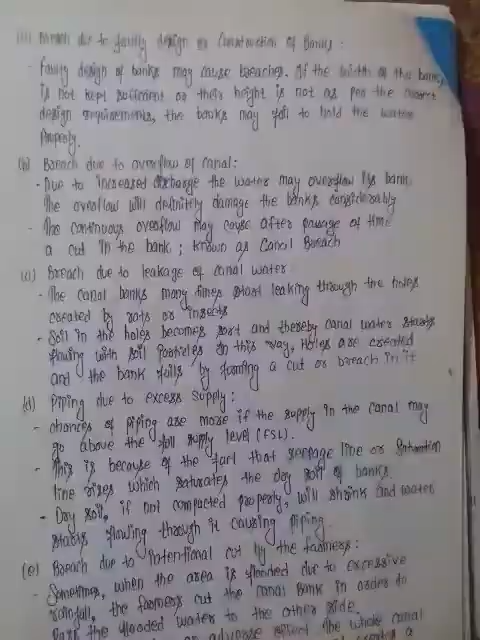 (a) Breach due to faulty design or Construction of Banks :
- Faulty design of banks may cause breaches. If the width of the bank
is not kept sufficient or their height is not as per the correct
design requirements, the banks may fail to hold the water
Properly.
(b) Breach due to overflow of canal:
- Due to increased discharge the water may overflow its bank
The overflow will definitely damage the banks considerably
- The continuous overflow may cause after passage of time
a cut in the bank ; known as Canal Breach
(c) Breach due to leakage of canal water
- The canal banks many times start leaking through the holes
created by rats or insects
- Soil in the holes becomes sort and thereby canal water starts
flowing with soil particles In this way, Holes are created
and the bank fails by forming a cut or breach in it
(d) Piping due to excess supply :
- chances of piping are more if the supply in the canal may
go above the full supply level (FSL).
- This is because of the fact that seepage line or Saturation
line rises which saturates the dry soil of banks
- Dry soil, if not compacted properly, will shrink and water
starts flowing through it causing piping.
(e) Breach due to intentional cut by the farmers :
- Sometimes, when the area is flooded due to excessive
rainfall, the farmers cut the canal Bank in order to
Pass the flooded water to the other side.
adverse effect the whole canal
a